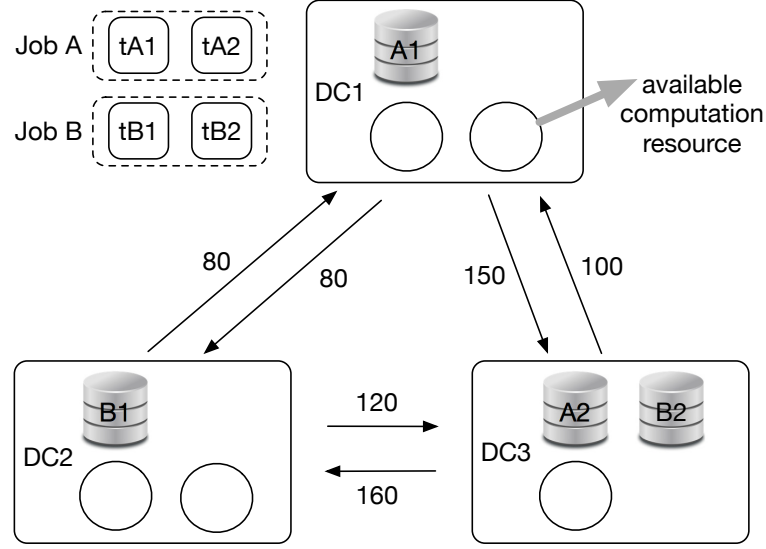 Job A
tA1
tA2
Job B
tB1
tB2
A1
DC1
available
computation
resource
80
80
150
100
B1
DC2
120
160
A2
B2
DC3